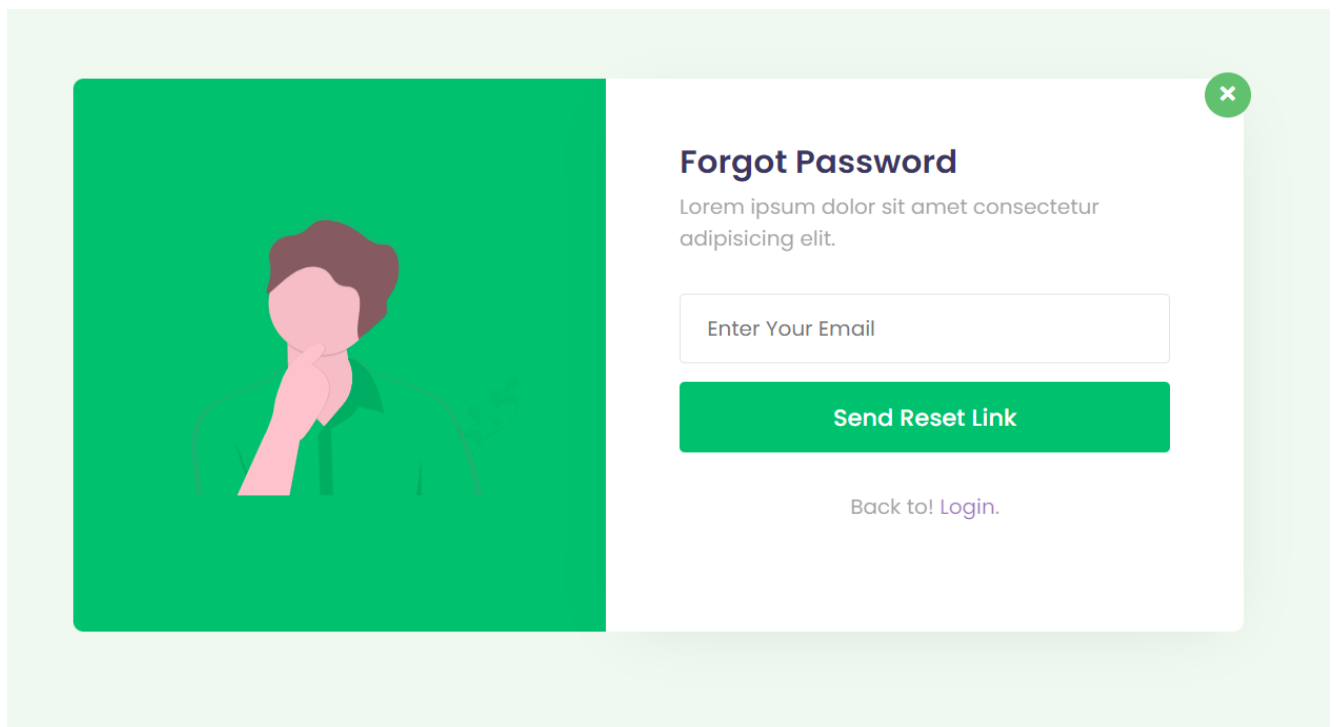 Forgot Password
Lorem ipsum dolor sit amet consectetur
adipisicing elit.
Enter Your Email
Send Reset Link
Back to! Login.